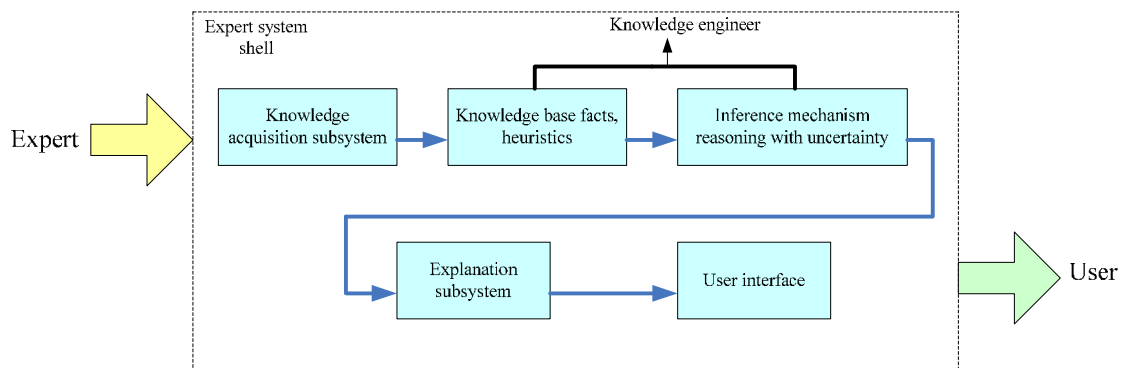 Expert system
shell
Knowledge engineer
Knowledge
acquisition subsystem
Knowledge base facts,
heuristics
Inference mechanism
reasoning with uncertainty
Expert
Explanation
subsystem
User interface
User